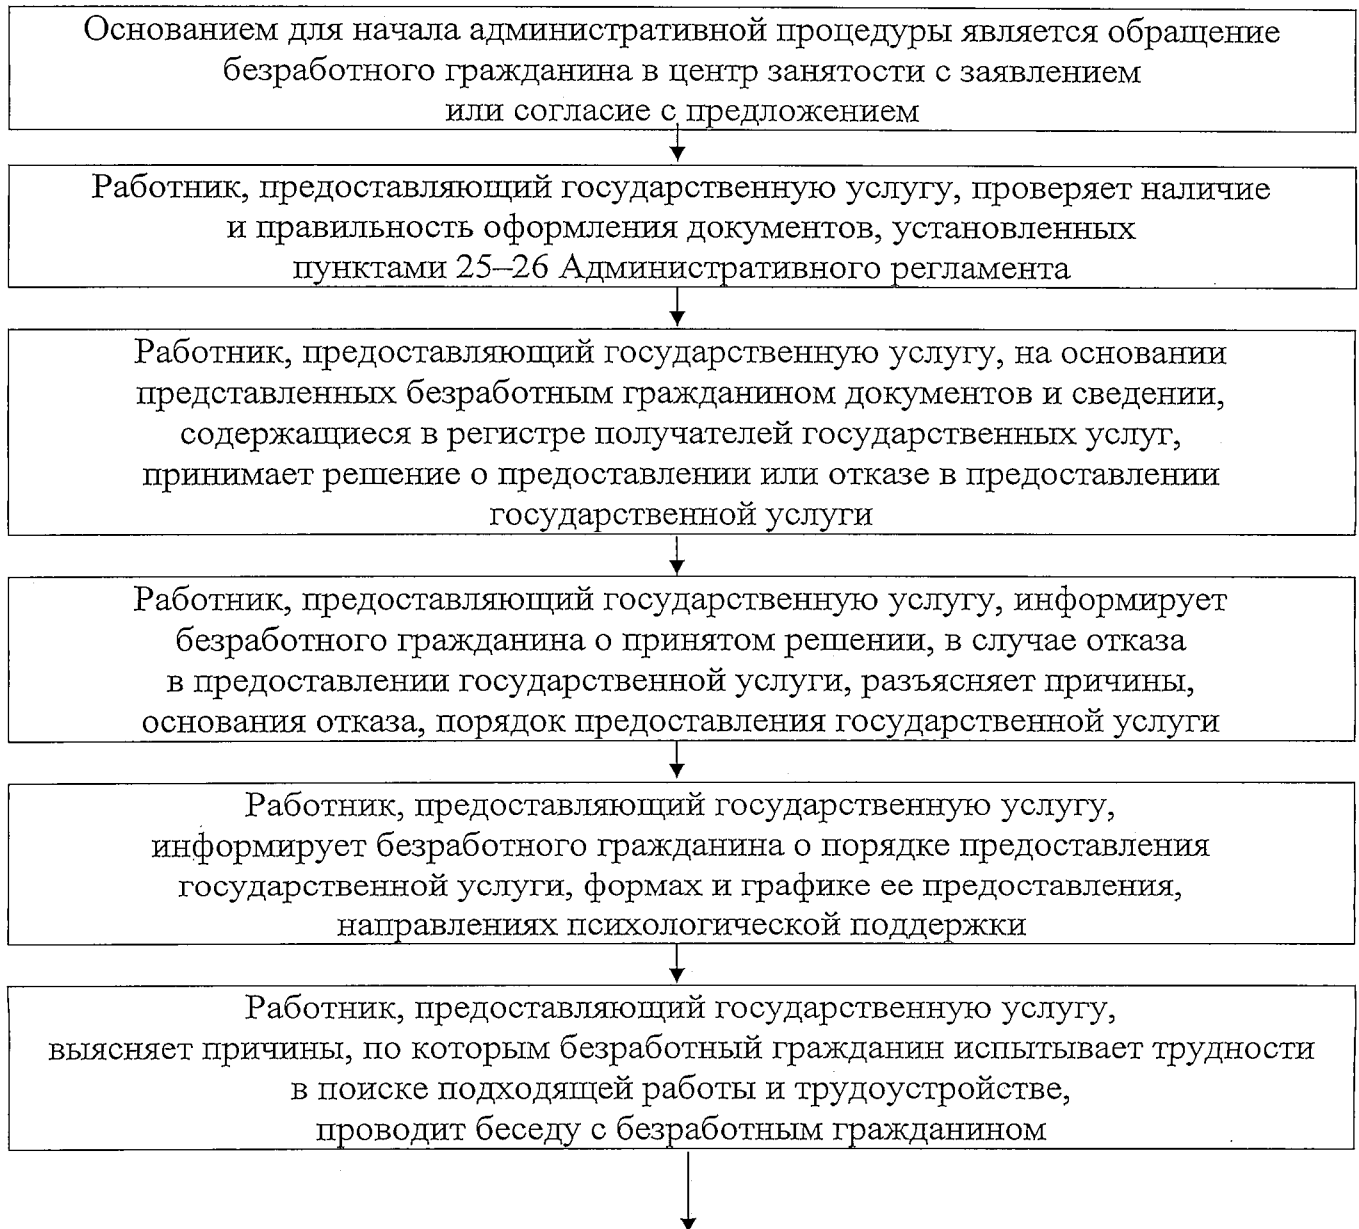 Основанием для начала административной процедуры является обращение
безработного гражданина в центр занятости с заявлением
или согласие с предложением
Работник, предоставляющий государственную услугу, проверяет наличие
и правильность оформления документов, установленных
пунктами 25–26 Административного регламента
Работник, предоставляющий государственную услугу, на основании
представленных безработным гражданином документов и сведении,
содержащиеся в регистре получателей государственных услуг,
принимает решение о предоставлении или отказе в предоставлении
государственной услуги
Работник, предоставляющий государственную услугу, информирует
безработного гражданина о принятом решении, в случае отказа
в предоставлении государственной услуги, разъясняет причины,
основания отказа, порядок предоставления государственной услуги
Работник, предоставляющий государственную услугу,
информирует безработного гражданина о порядке предоставления
государственной услуги, формах и графике ее предоставления,
направлениях психологической поддержки
Работник, предоставляющий государственную услугу,
выясняет причины, по которым безработный гражданин испытывает трудности
в поиске подходящей работы и трудоустройстве,
проводит беседу с безработным гражданином